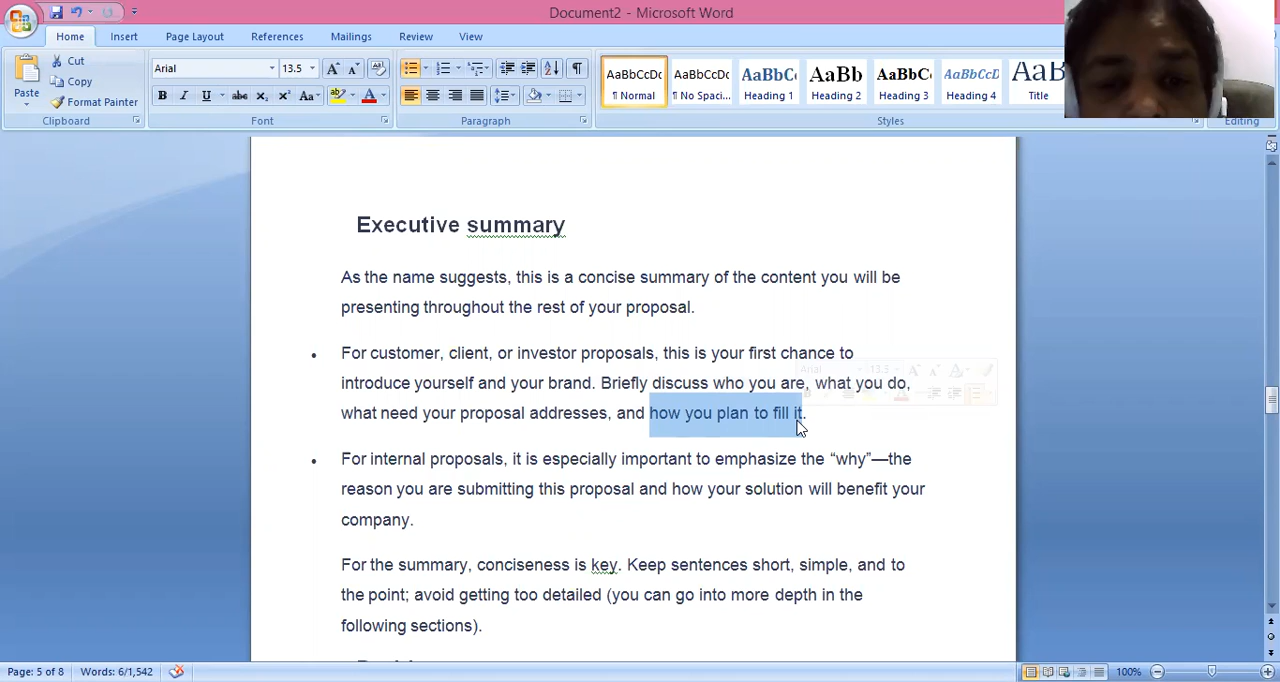 Document2 - Microsoft Word
Home Insert Page Layout References Mailings Review View
Paste
Cut
Copy
Format Painter
Clipboard
Arial 13.5
Font
Paragraph
AaBbCcDc AaBbCcDc AaBbC AaBb AaBbC AaBbCcD AaB
¶ Normal ¶ No Spaci... Heading 1 Heading 2 Heading 3 Heading 4 Title
Styles
Editing
Executive summary
As the name suggests, this is a concise summary of the content you will be
presenting throughout the rest of your proposal.
• For customer, client, or investor proposals, this is your first chance to
introduce yourself and your brand. Briefly discuss who you are, what you do,
what need your proposal addresses, and how you plan to fill it.
• For internal proposals, it is especially important to emphasize the “why”—the
reason you are submitting this proposal and how your solution will benefit your
company.
For the summary, conciseness is key. Keep sentences short, simple, and to
the point; avoid getting too detailed (you can go into more depth in the
following sections).
Page: 5 of 8 Words: 6/1,542 100%